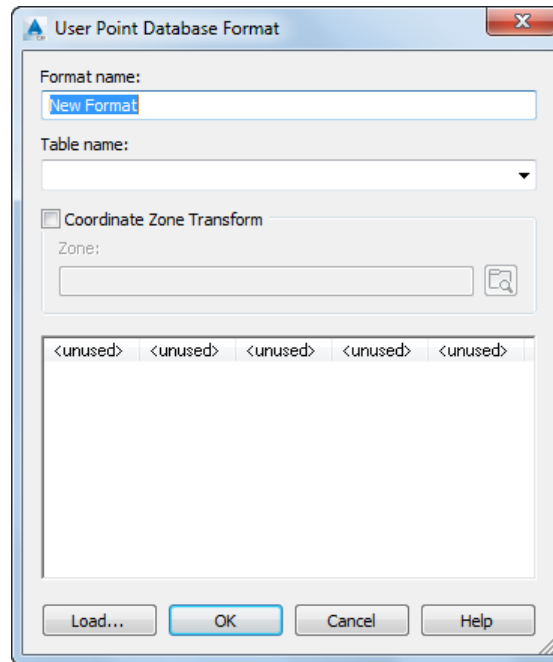 User Point Database Format
Format name:
New Format
Table name:
Coordinate Zone Transform
Zone:
<unused> <unused> <unused> <unused> <unused>
Load... OK Cancel Help